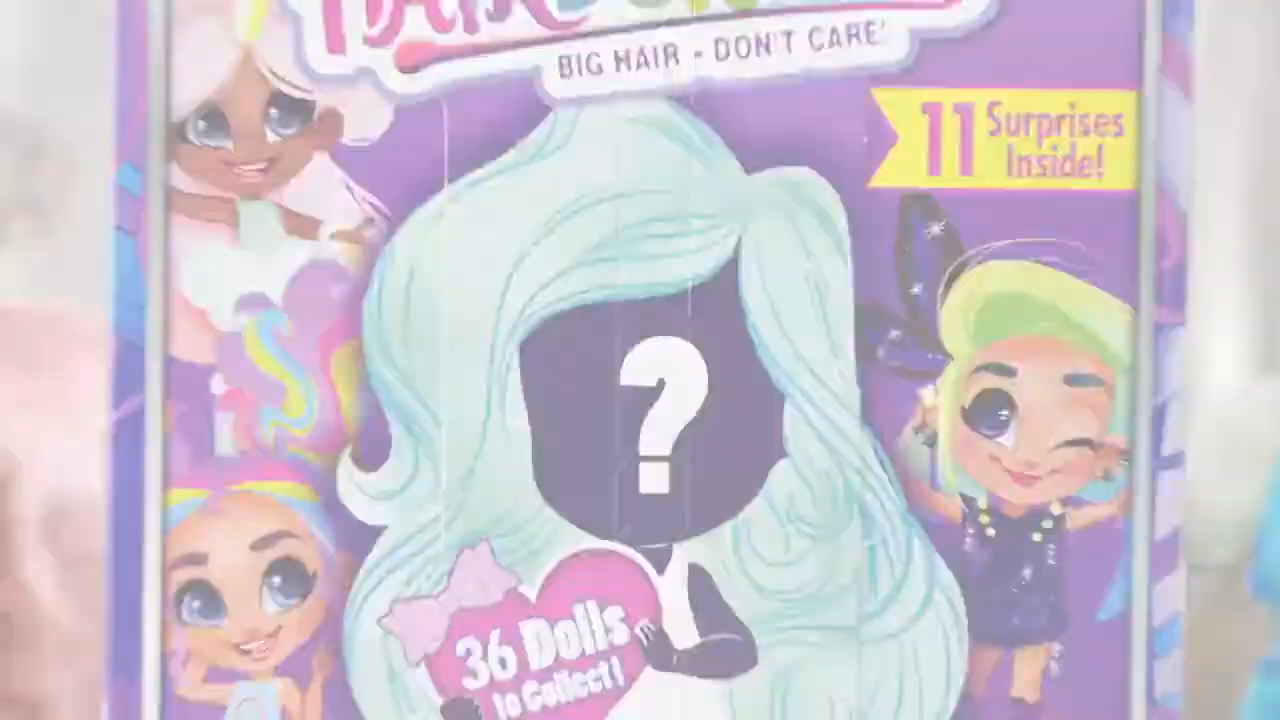 BIG HAIR - DON'T CARE!
11 Surprises
Inside!
?
36 Dolls
to Collect!